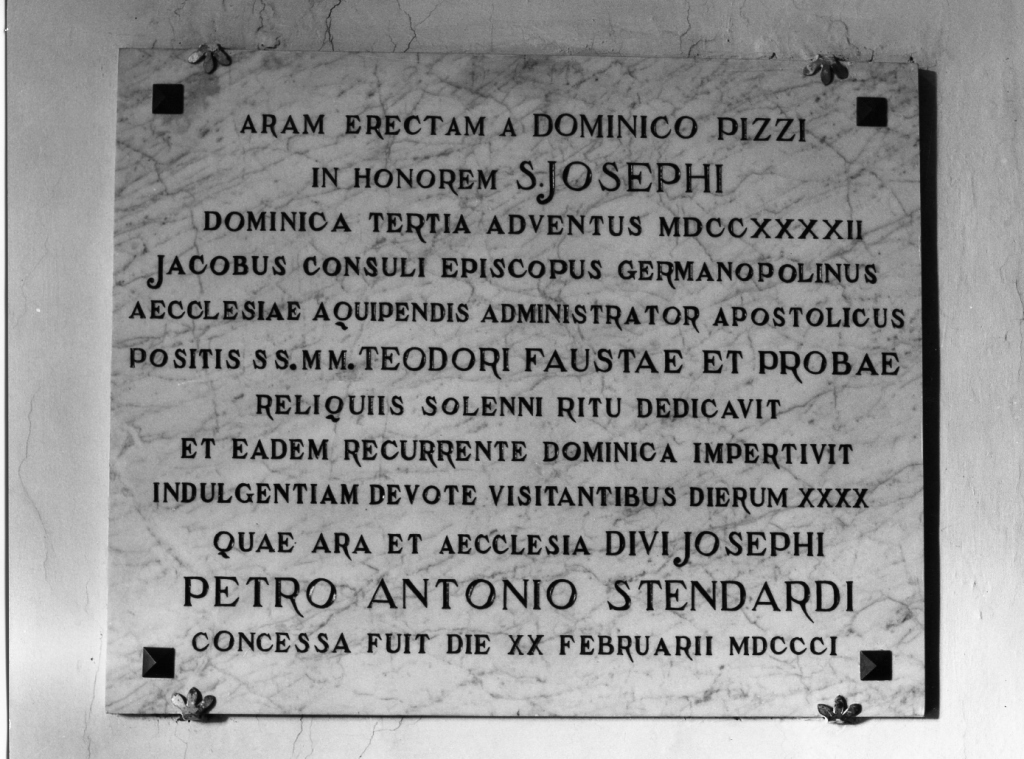 ARAM ERECTAM A DOMINICO PIZZI
IN HONOREM S. JOSEPHI
DOMINICA TERTIA ADVENTUS MDCCXXXXII
JACOBUS CONSULI EPISCOPUS GERMANOPOLINUS
AECCLESIAE AQUIPENDIS ADMINISTRATOR APOSTOLICUS
POSITIS SS.MM. TEODORI FAUSTAE ET PROBAE
RELIQUIIS SOLENNI RITU DEDICAVIT
ET EADEM RECURRENTE DOMINICA IMPERTIVIT
INDULGENTIAM DEVOTE VISITANTIBUS DIERUM XXXX
QUAE ARA ET AECCLESIA DIVI JOSEPHI
PETRO ANTONIO STENDARDI
CONCESSA FUIT DIE XX FEBRUARII MDCCCI